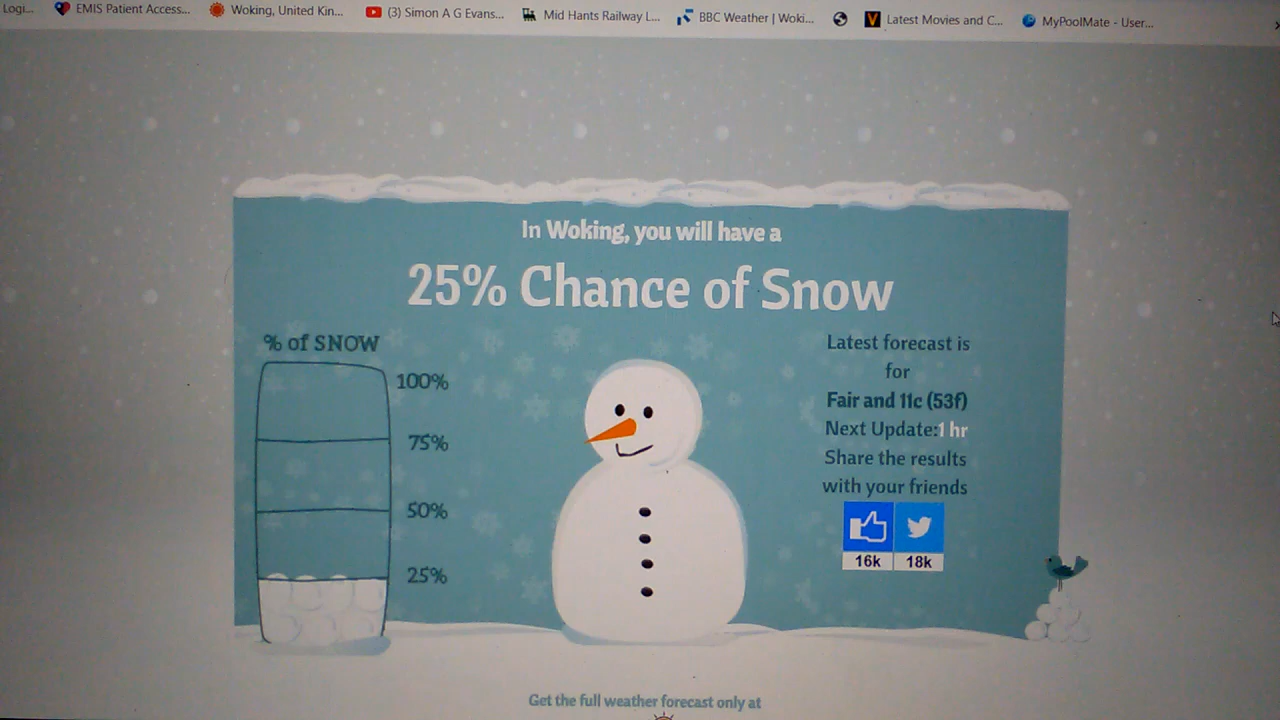 Logi...
EMIS Patient Access...
Woking, United Kin...
(3) Simon A G Evans...
Mid Hants Railway L...
BBC Weather | Woki...
Latest Movies and C...
MyPoolMate - User...
In Woking, you will have a
25% Chance of Snow
% of SNOW
100%
75%
50%
25%
Latest forecast is
for
Fair and 11c (53f)
Next Update:1 hr
Share the results
with your friends
16k
18k
Get the full weather forecast only at